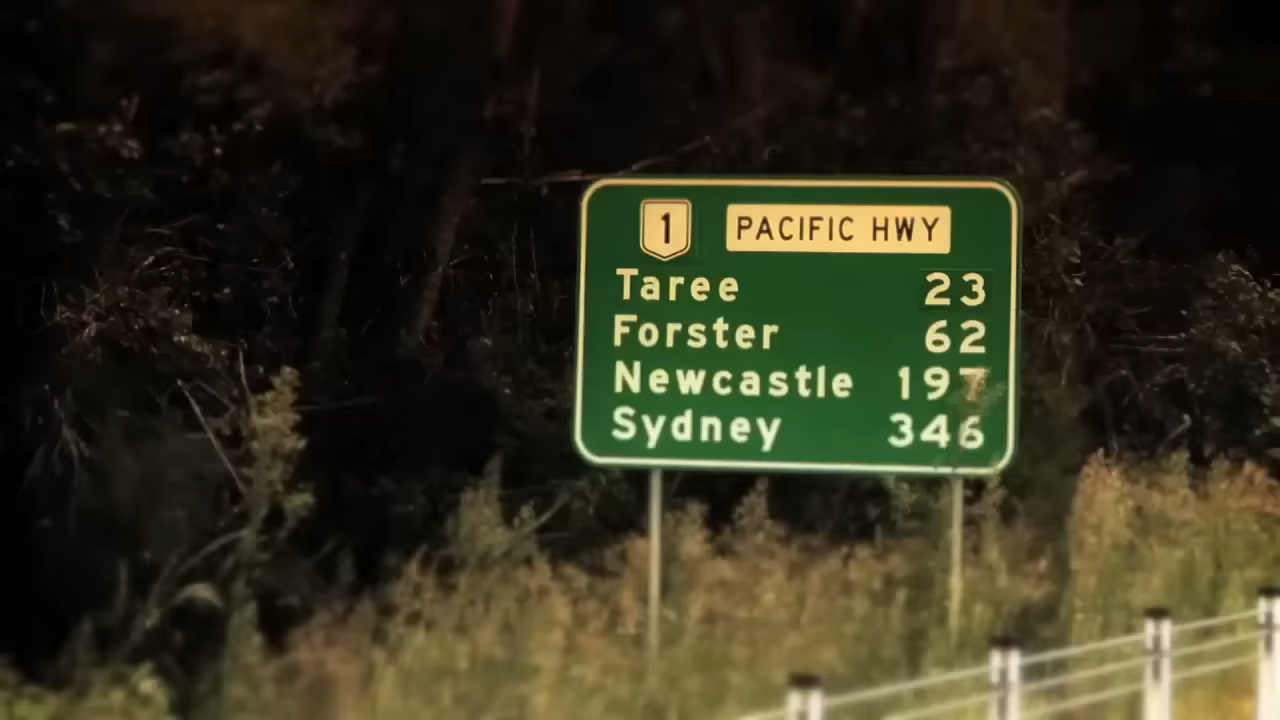 1 PACIFIC HWY
Taree 23
Forster 62
Newcastle 197
Sydney 346